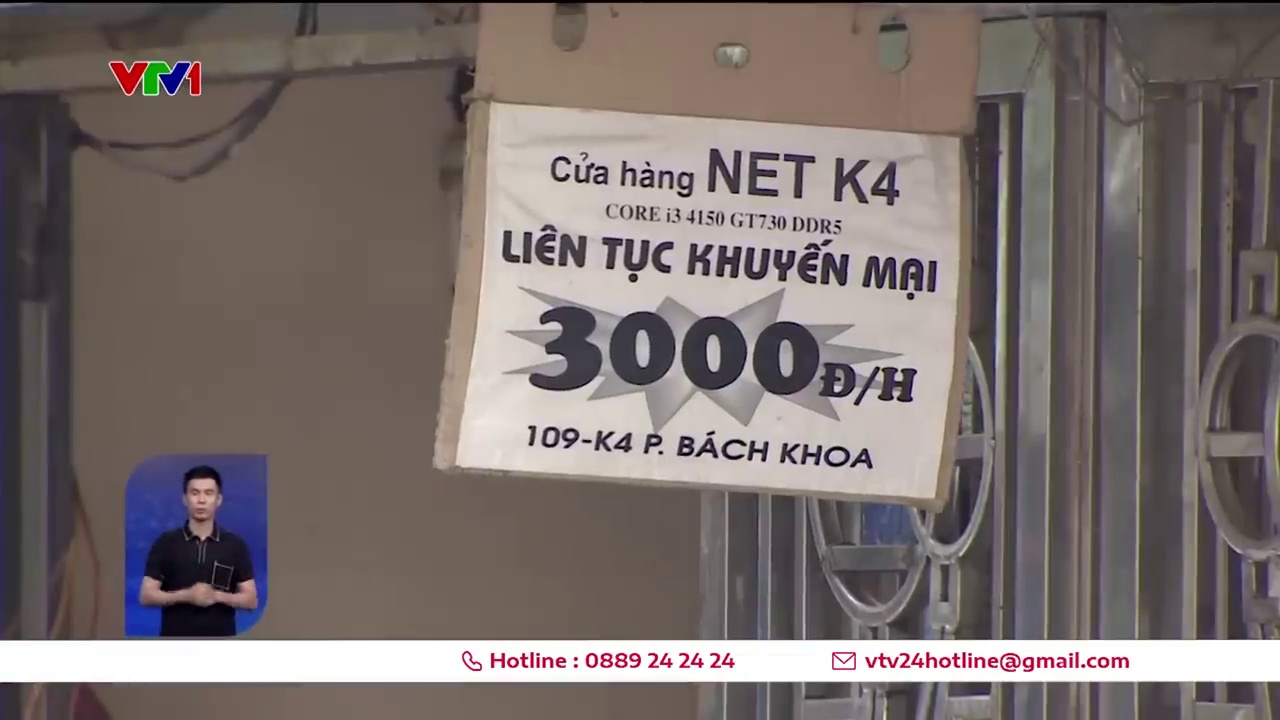 VTV1
Cửa hàng NET K4
CORE i3 4150 GT730 DDR5
LIÊN TỤC KHUYẾN MẠI
3000Đ/H
109-K4 P. BÁCH KHOA
Hotline : 0889 24 24 24
vtv24hotline@gmail.com